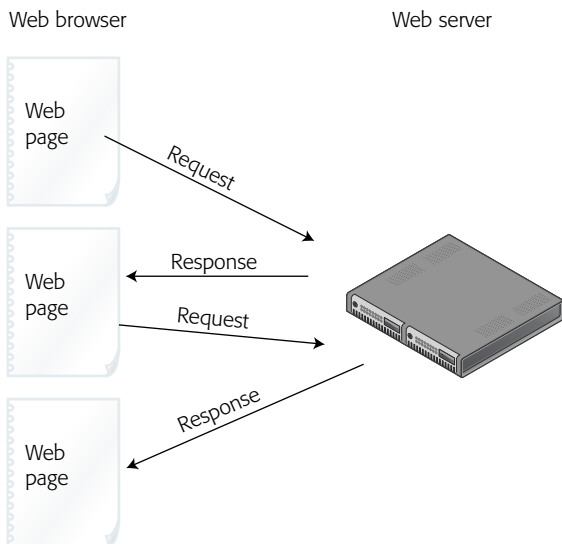 Web browser
Web server
Web
page
Request
Response
Web
page
Request
Response
Web
page